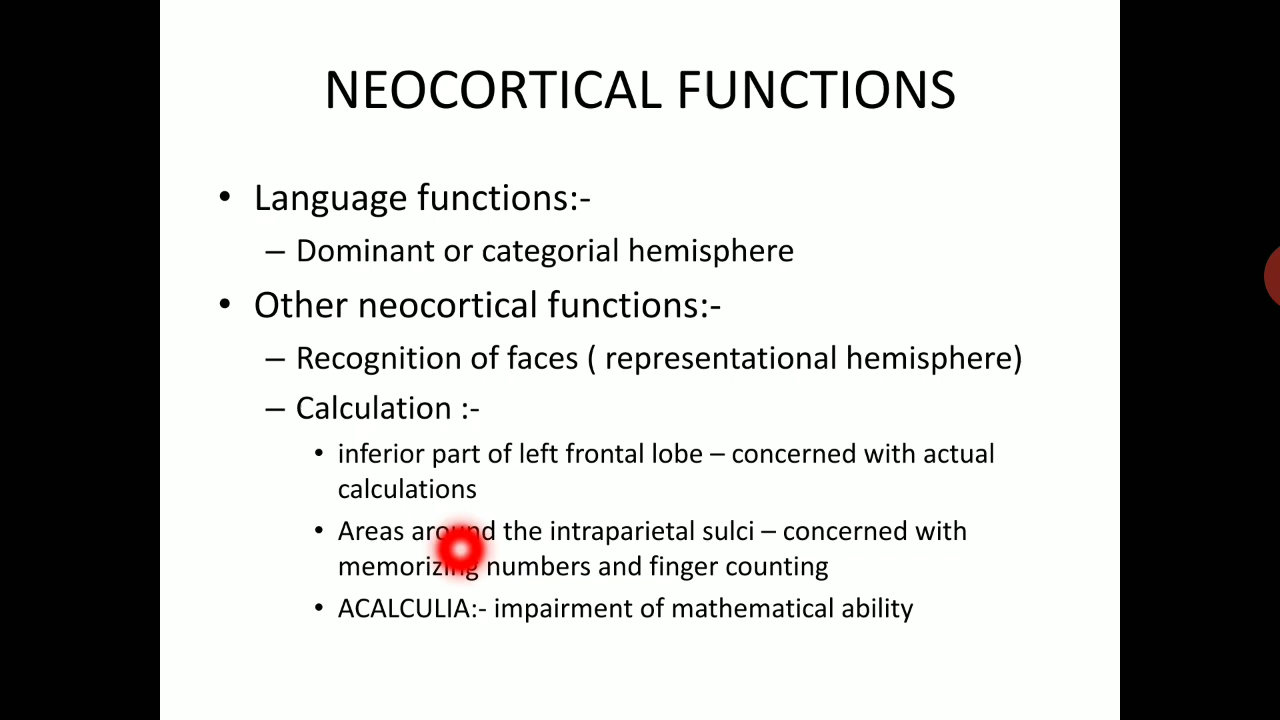 NEOCORTICAL FUNCTIONS
• Language functions:-
– Dominant or categorial hemisphere
• Other neocortical functions:-
– Recognition of faces ( representational hemisphere)
– Calculation :-
• inferior part of left frontal lobe – concerned with actual
calculations
• Areas around the intraparietal sulci – concerned with
memorizing numbers and finger counting
• ACALCULIA:- impairment of mathematical ability